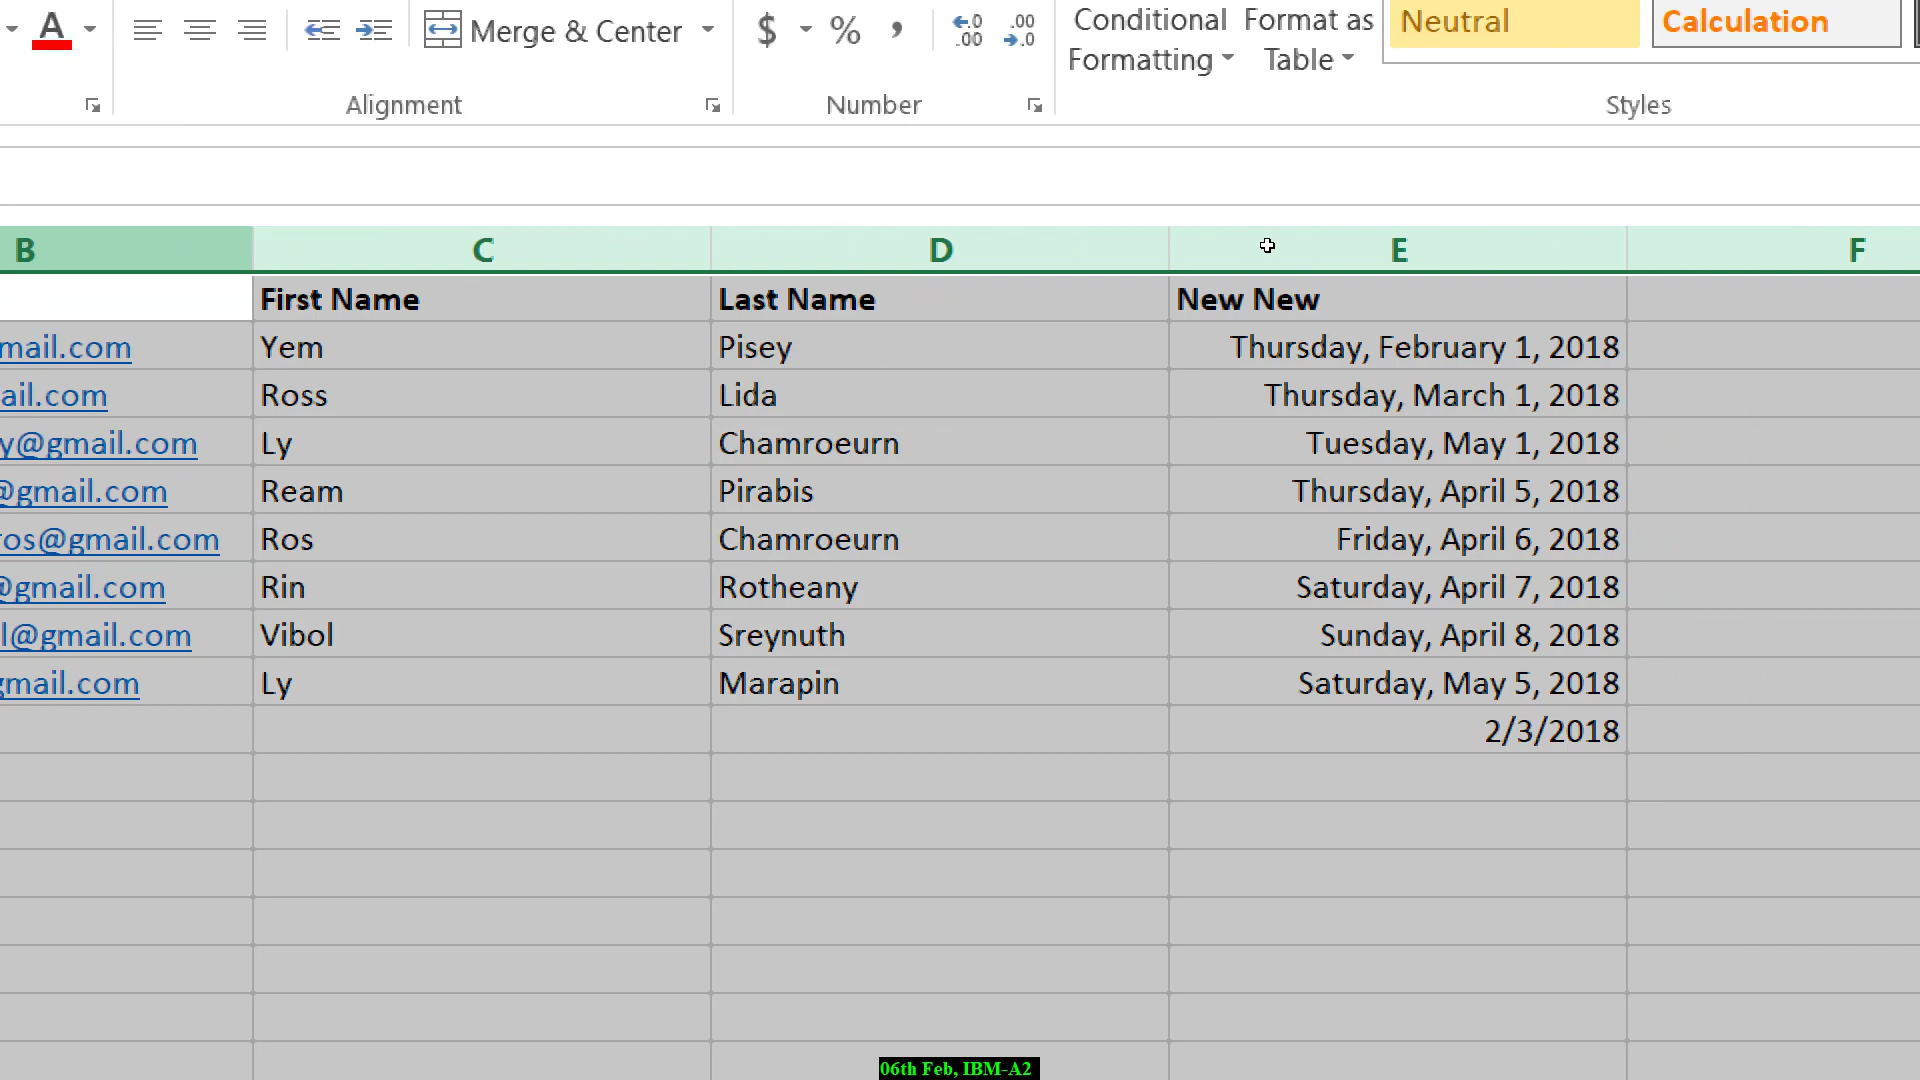 A Merge & Center $ % , .0 .00 .00 .0 Conditional Formatting Format as Table Neutral Calculation
Alignment Number Styles
B C D E F
First Name Last Name New New
mail.com Yem Pisey Thursday, February 1, 2018
ail.com Ross Lida Thursday, March 1, 2018
y@gmail.com Ly Chamroeurn Tuesday, May 1, 2018
@gmail.com Ream Pirabis Thursday, April 5, 2018
ros@gmail.com Ros Chamroeurn Friday, April 6, 2018
@gmail.com Rin Rotheany Saturday, April 7, 2018
l@gmail.com Vibol Sreynuth Sunday, April 8, 2018
gmail.com Ly Marapin Saturday, May 5, 2018
2/3/2018
06th Feb, IBM-A2